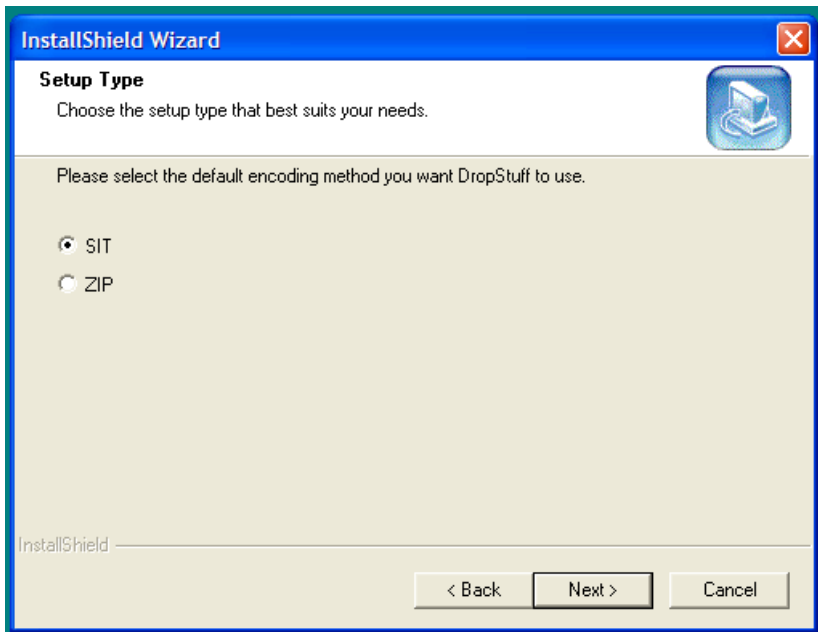 InstallShield Wizard
Setup Type
Choose the setup type that best suits your needs.
Please select the default encoding method you want DropStuff to use.
SIT
ZIP
InstallShield
< Back Next > Cancel